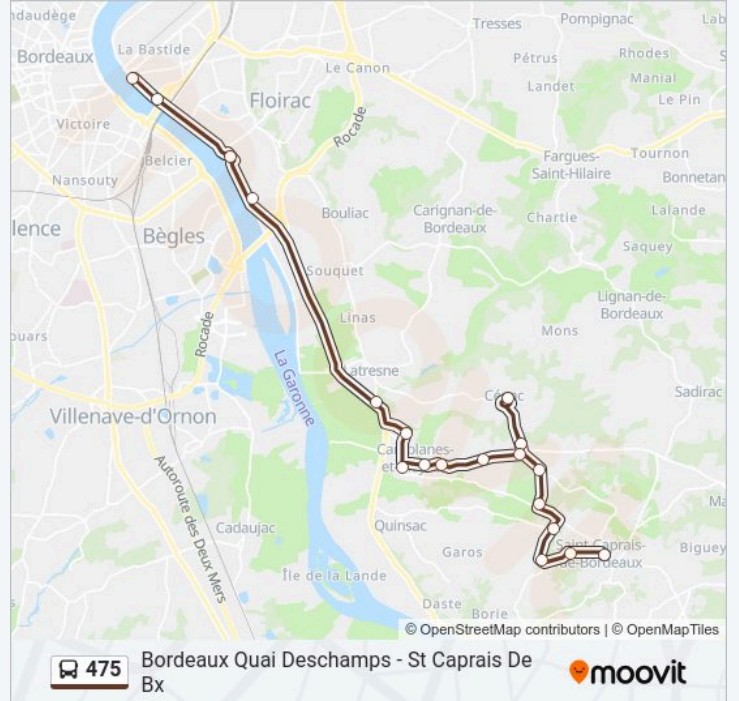 ndaudège
Tresses
Pompignac
Lab
La Bastide
Bordeaux
Le Canon
Pétrus
Rhodes
Manial
Landet
Le Pin
Floirac
Victoire
Rocade
Belcier
Fargues-
Saint-Hilaire
Tournon
Nansouty
Bonnetan
Bouliac
Carignan-de-
Bordeaux
Chartie
Lalande
lence
Bègles
Saquey
Souquet
Lignan-de-
Bordeaux
Linas
Mons
ouars
Rocade
La Garonne
atresne
Sadirac
Villenave-d'Ornon
Autoroute des Deux Mers
Quinsac
Cadaujac
Garos
Saint-Caprais-
de-Bordeaux
Biguey
Île de la Lande
Daste
Borie
© OpenStreetMap contributors | © OpenMapTiles
475
Bordeaux Quai Deschamps - St Caprais De
Bx
moovit